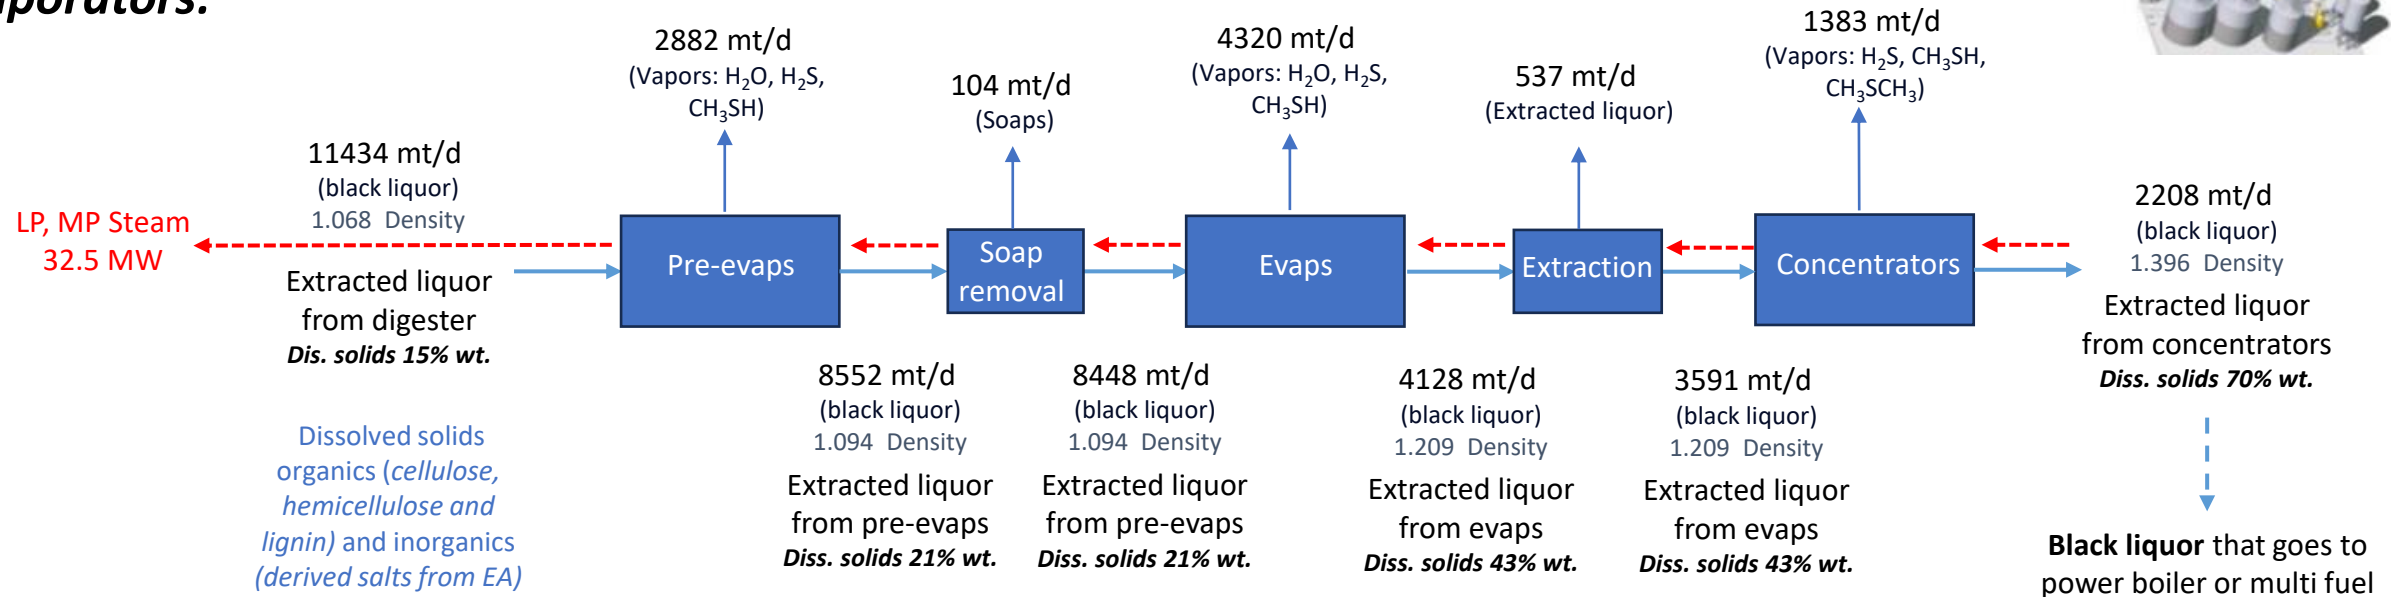 2882 mt/d
(Vapors: H₂O, H₂S,
CH₃SH)
104 mt/d
(Soaps)
4320 mt/d
(Vapors: H₂O, H₂S,
CH₃SH)
537 mt/d
(Extracted liquor)
1383 mt/d
(Vapors: H₂S, CH₃SH,
CH₃SCH₃)
LP, MP Steam
32.5 MW
11434 mt/d
(black liquor)
1.068 Density
Extracted liquor
from digester
Dis. solids 15% wt.
Pre-evaps
Soap
removal
Evaps
Extraction
Concentrators
2208 mt/d
(black liquor)
1.396 Density
Extracted liquor
from concentrators
Diss. solids 70% wt.
8552 mt/d
(black liquor)
1.094 Density
Extracted liquor
from pre-evaps
Diss. solids 21% wt.
8448 mt/d
(black liquor)
1.094 Density
Extracted liquor
from pre-evaps
Diss. solids 21% wt.
4128 mt/d
(black liquor)
1.209 Density
Extracted liquor
from evaps
Diss. solids 43% wt.
3591 mt/d
(black liquor)
1.209 Density
Extracted liquor
from evaps
Diss. solids 43% wt.
Dissolved solids
organics (cellulose,
hemicellulose and
lignin) and inorganics
(derived salts from EA)
Black liquor that goes to
power boiler or multi fuel